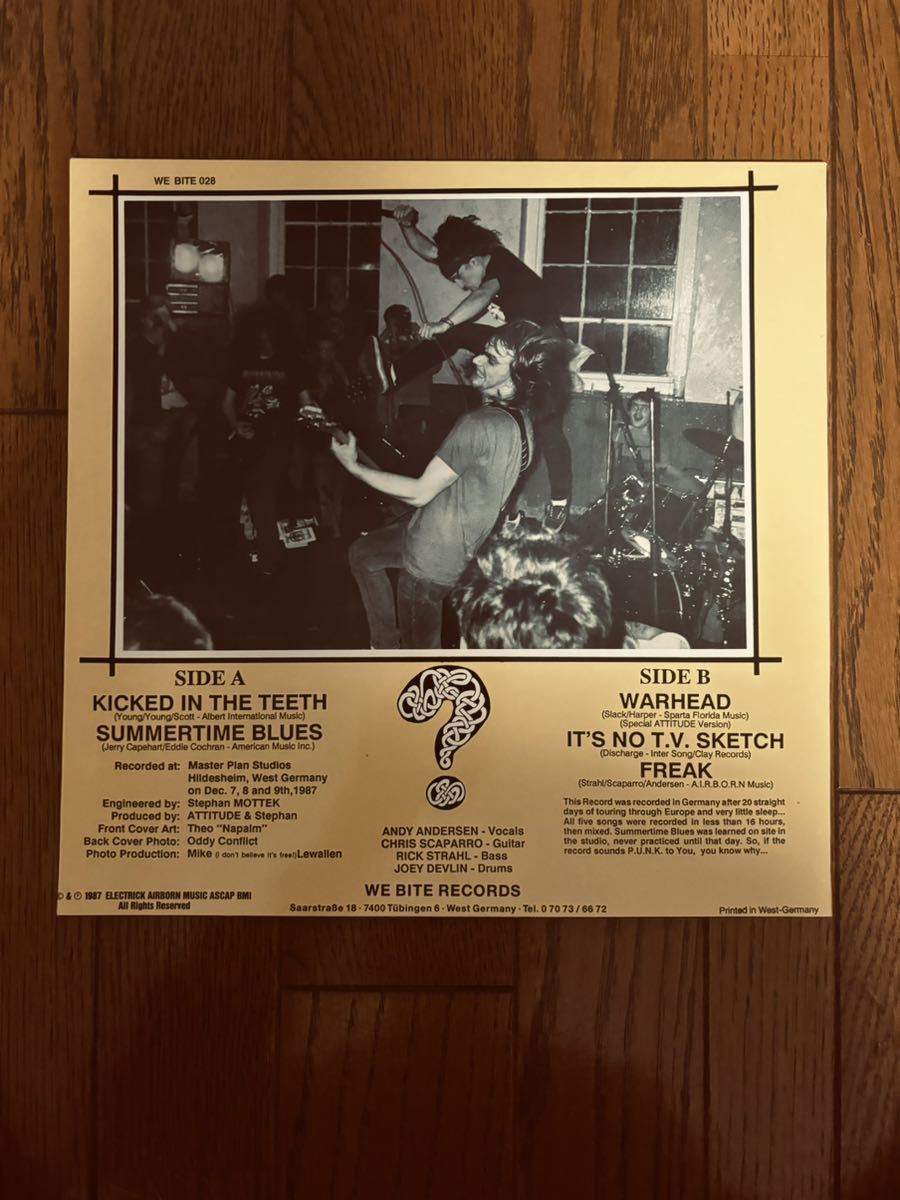 WE BITE 028
SIDE A
KICKED IN THE TEETH
(Young/Young/Scott - Albert International Music)
SUMMERTIME BLUES
(Jerry Capehart/Eddie Cochran - American Music Inc.)
Recorded at: Master Plan Studios
Hildesheim, West Germany
on Dec. 7, 8 and 9th,1987
Engineered by: Stephan MOTTEK
Produced by: ATTITUDE & Stephan
Front Cover Art: Theo "Napalm"
Back Cover Photo: Oddy Conflict
Photo Production: Mike (I don't believe it's free!)Lewallen
© & ℗ 1987 ELECTRICK AIRBORN MUSIC ASCAP BMI
All Rights Reserved
ANDY ANDERSEN - Vocals
CHRIS SCAPARRO - Guitar
RICK STRAHL - Bass
JOEY DEVLIN - Drums
WE BITE RECORDS
Saarstraße 18 · 7400 Tübingen 6 · West Germany · Tel. 0 70 73 / 66 72
SIDE B
WARHEAD
(Slack/Harper - Sparta Florida Music)
(Special ATTITUDE Version)
IT'S NO T.V. SKETCH
(Discharge - Inter Song/Clay Records)
FREAK
(Strahl/Scaparro/Andersen - A.I.R.B.O.R.N Music)
This Record was recorded in Germany after 20 straight
days of touring through Europe and very little sleep...
All five songs were recorded in less than 16 hours,
then mixed. Summertime Blues was learned on site in
the studio, never practiced until that day. So, if the
record sounds P.U.N.K. to You, you know why...
Printed in West-Germany